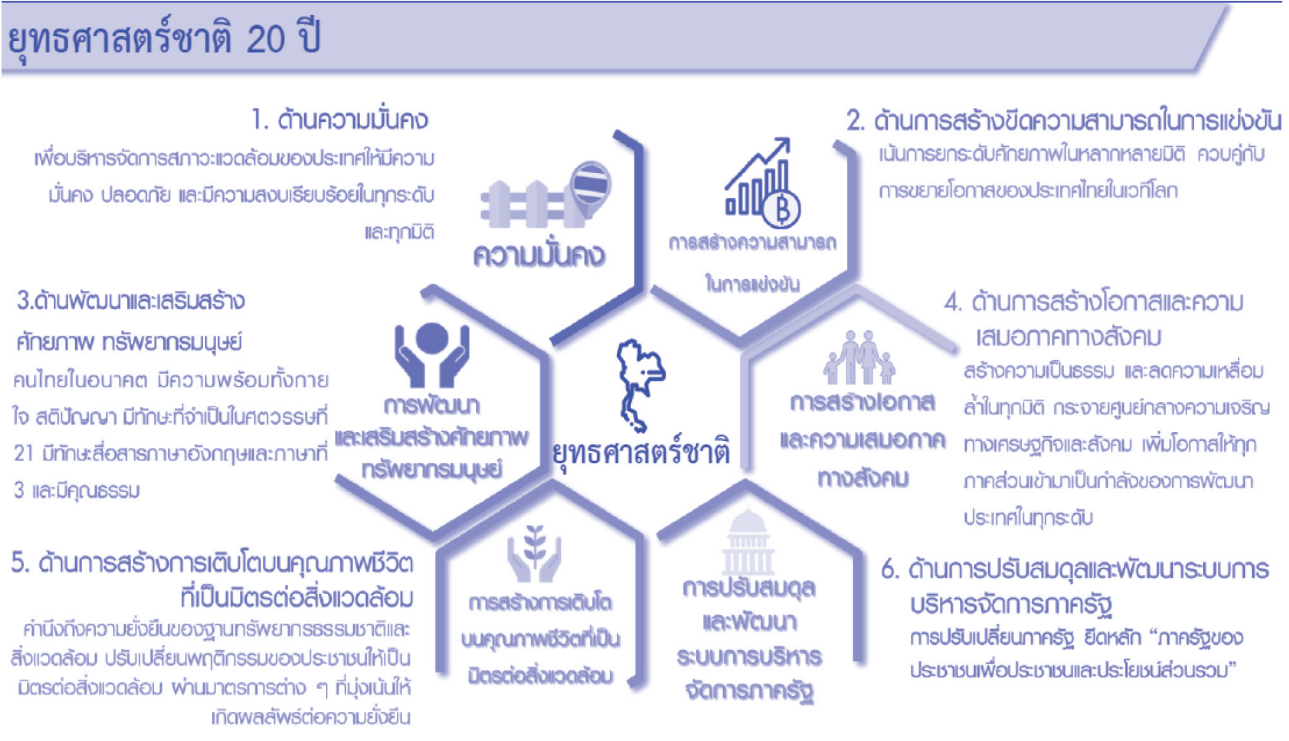 ยุทธศาสตร์ชาติ 20 ปี
1. ด้านความมั่นคง
เพื่อบริหารจัดการสภาวะแวดล้อมของประเทศให้มีความ
มั่นคง ปลอดภัย และมีความสงบเรียบร้อยในทุกระดับ
และทุกมิติ
ความมั่นคง
2. ด้านการสร้างขีดความสามารถในการแข่งขัน
เน้นการยกระดับศักยภาพในหลากหลายมิติ ควบคู่กับ
การขยายโอกาสของประเทศไทยในเวทีโลก
การสร้างความสามารถ
ในการแข่งขัน
3.ด้านพัฒนาและเสริมสร้าง
ศักยภาพ ทรัพยากรมนุษย์
คนไทยในอนาคต มีความพร้อมทั้งกาย
ใจ สติปัญญา มีทักษะที่จำเป็นในศตวรรษที่
21 มีทักษะสื่อสารภาษาอังกฤษและภาษาที่
3 และมีคุณธรรม
การพัฒนา
และเสริมสร้างศักยภาพ
ทรัพยากรมนุษย์
ยุทธศาสตร์ชาติ
การสร้างโอกาส
และความเสมอภาค
ทางสังคม
4. ด้านการสร้างโอกาสและความ
เสมอภาคทางสังคม
สร้างความเป็นธรรม และลดความเหลื่อม
ล้ำในทุกมิติ กระจายศูนย์กลางความเจริญ
ทางเศรษฐกิจและสังคม เพิ่มโอกาสให้ทุก
ภาคส่วนเข้ามาเป็นกำลังของการพัฒนา
ประเทศในทุกระดับ
5. ด้านการสร้างการเติบโตบนคุณภาพชีวิต
ที่เป็นมิตรต่อสิ่งแวดล้อม
คำนึงถึงความยั่งยืนของฐานทรัพยากรธรรมชาติและ
สิ่งแวดล้อม ปรับเปลี่ยนพฤติกรรมของประชาชนให้เป็น
มิตรต่อสิ่งแวดล้อม ผ่านมาตรการต่าง ๆ ที่มุ่งเน้นให้
เกิดผลลัพธ์ต่อความยั่งยืน
การสร้างการเติบโต
บนคุณภาพชีวิตที่เป็น
มิตรต่อสิ่งแวดล้อม
การปรับสมดุล
และพัฒนา
ระบบการบริหาร
จัดการภาครัฐ
6. ด้านการปรับสมดุลและพัฒนาระบบการ
บริหารจัดการภาครัฐ
การปรับเปลี่ยนภาครัฐ ยึดหลัก “ภาครัฐของ
ประชาชนเพื่อประชาชนและประโยชน์ส่วนรวม”